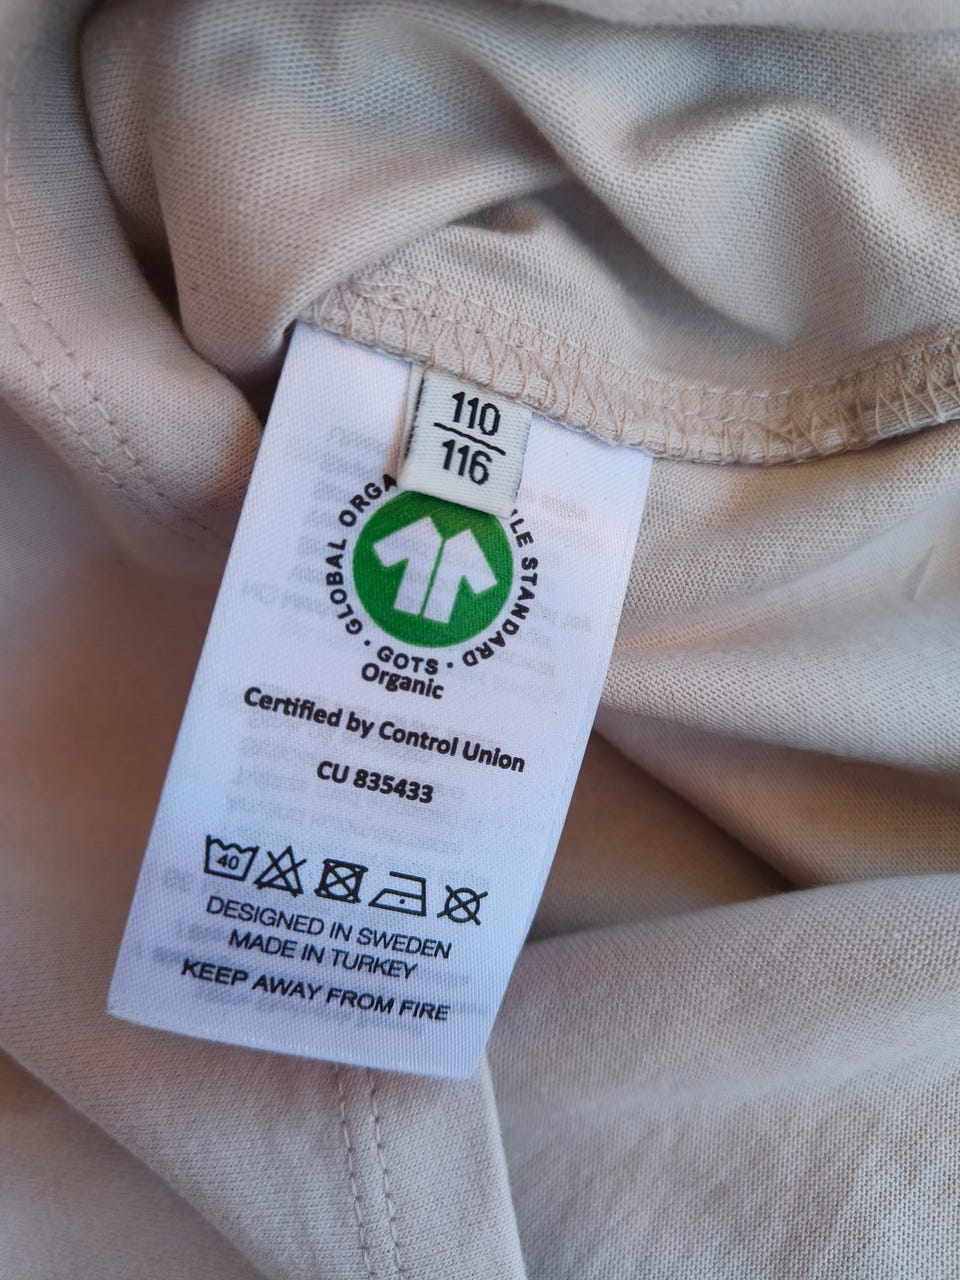 110
116
GLOBAL ORGA LE STANDARD
· GOTS ·
Organic
Certified by Control Union
CU 835433
40
DESIGNED IN SWEDEN
MADE IN TURKEY
KEEP AWAY FROM FIRE